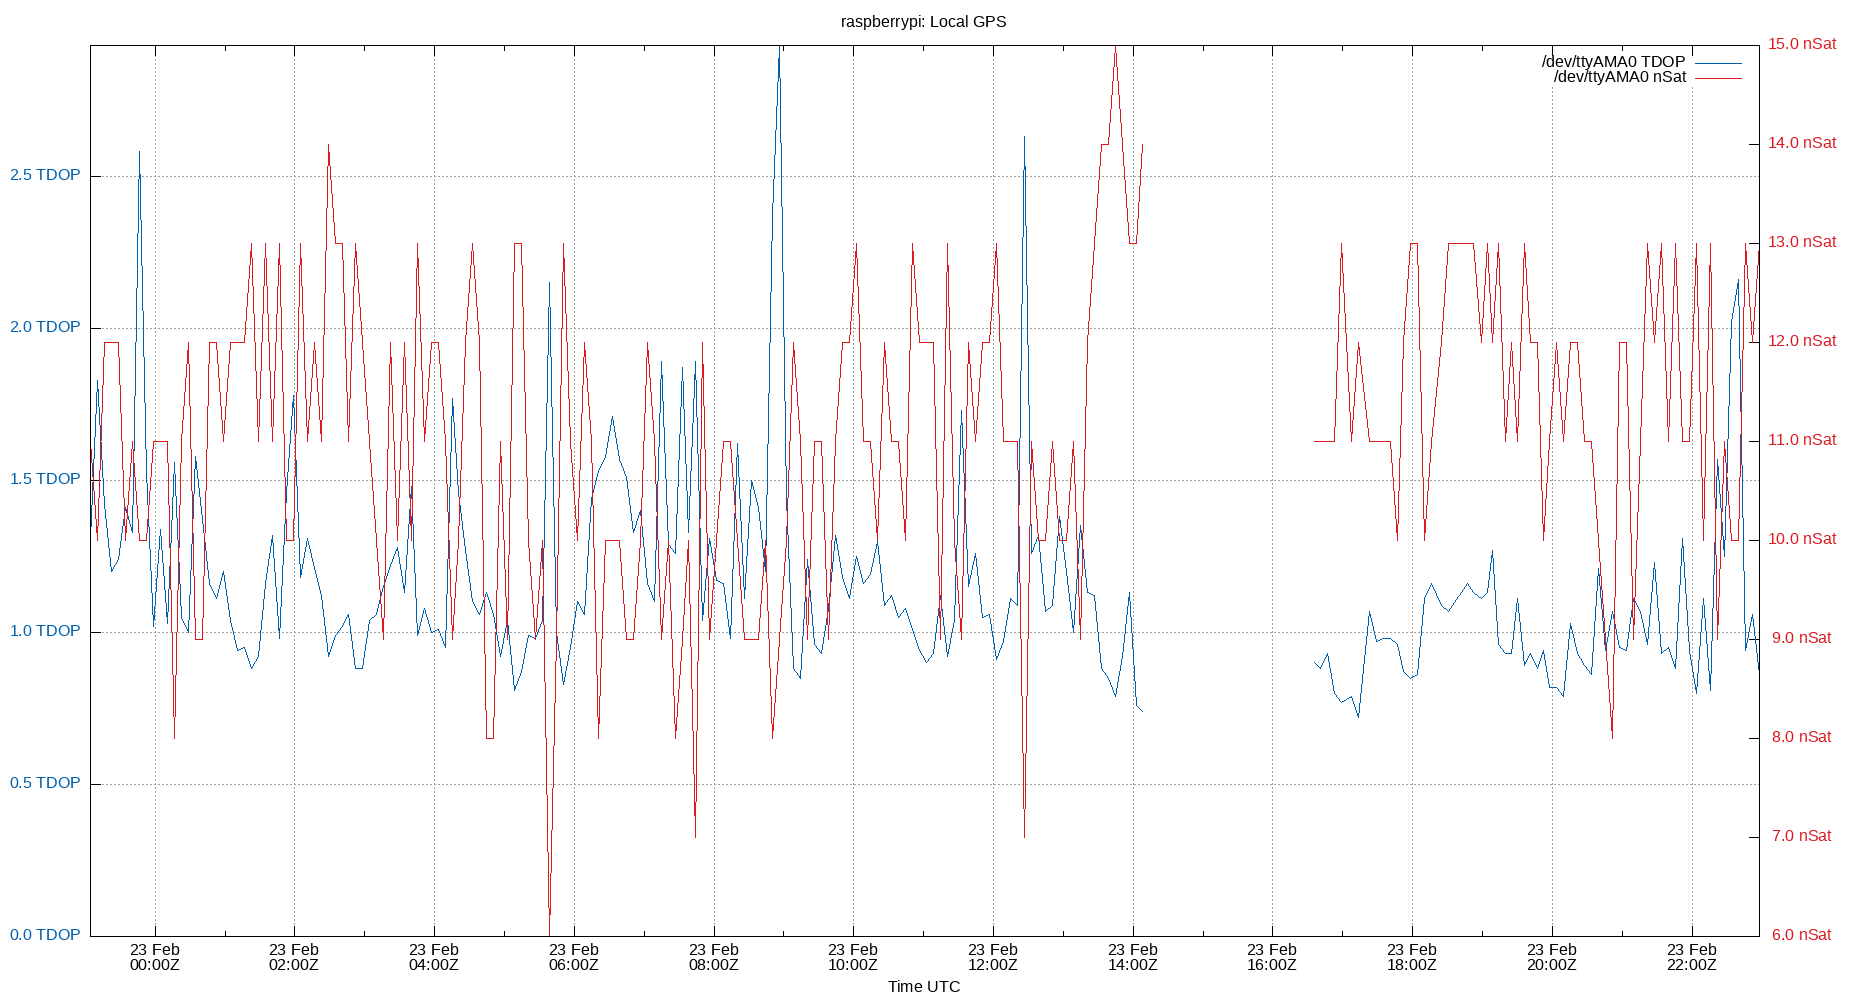 raspberrypi: Local GPS
/dev/ttyAMA0 TDOP
/dev/ttyAMA0 nSat
2.5 TDOP
2.0 TDOP
1.5 TDOP
1.0 TDOP
0.5 TDOP
0.0 TDOP
15.0 nSat
14.0 nSat
13.0 nSat
12.0 nSat
11.0 nSat
10.0 nSat
9.0 nSat
8.0 nSat
7.0 nSat
6.0 nSat
23 Feb
00:00Z
23 Feb
02:00Z
23 Feb
04:00Z
23 Feb
06:00Z
23 Feb
08:00Z
23 Feb
10:00Z
23 Feb
12:00Z
23 Feb
14:00Z
23 Feb
16:00Z
23 Feb
18:00Z
23 Feb
20:00Z
23 Feb
22:00Z
Time UTC